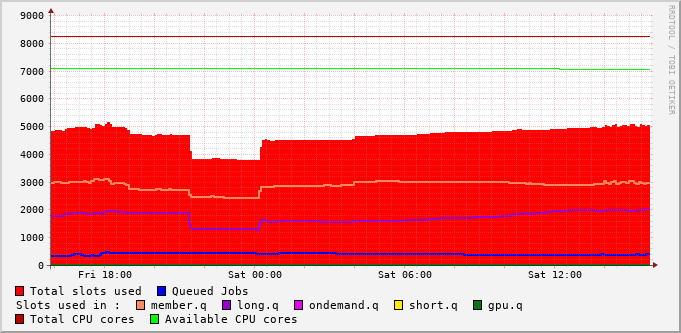 9000
8000
7000
6000
5000
4000
3000
2000
1000
0
Fri 18:00 Sat 00:00 Sat 06:00 Sat 12:00
Total slots used Queued Jobs
Slots used in : member.q long.q ondemand.q short.q gpu.q
Total CPU cores Available CPU cores
RRDTOOL / TOBI OETIKER